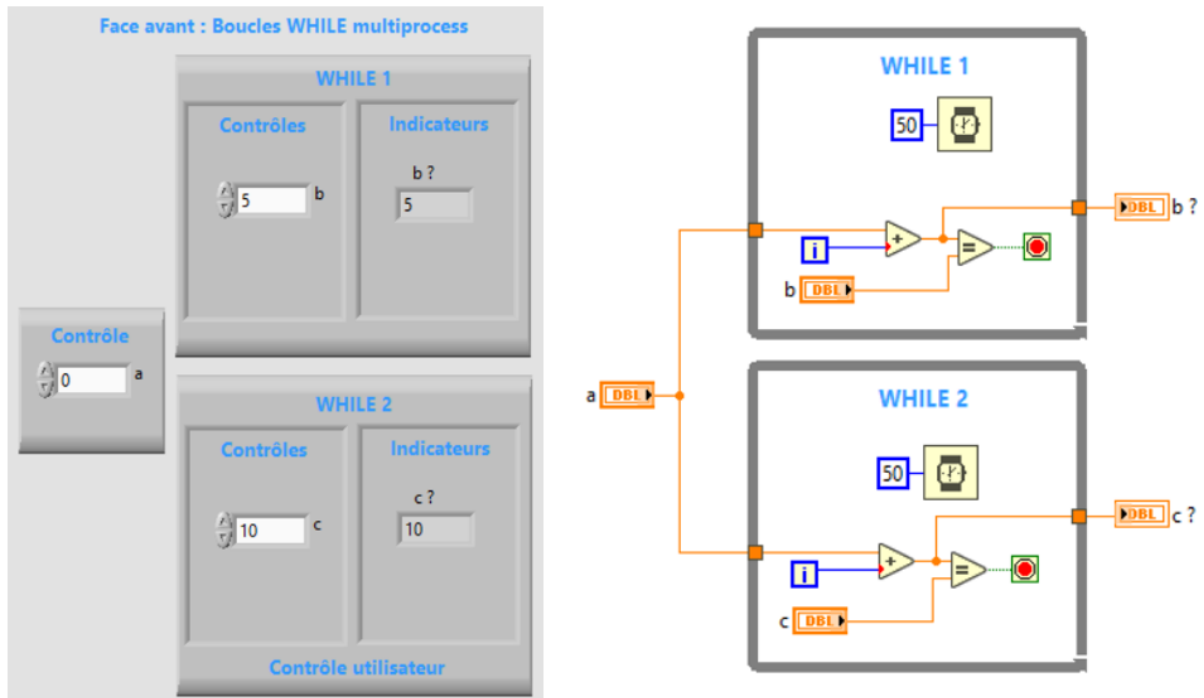 Face avant : Boucles WHILE multiprocess
WHILE 1
Contrôles
Indicateurs
b ?
5 b
5
Contrôle
0 a
WHILE 2
Contrôles
Indicateurs
c ?
10 c
10
Contrôle utilisateur
WHILE 1
50
DBL b ?
i + =
b DBL
a DBL
WHILE 2
50
DBL c ?
i + =
c DBL